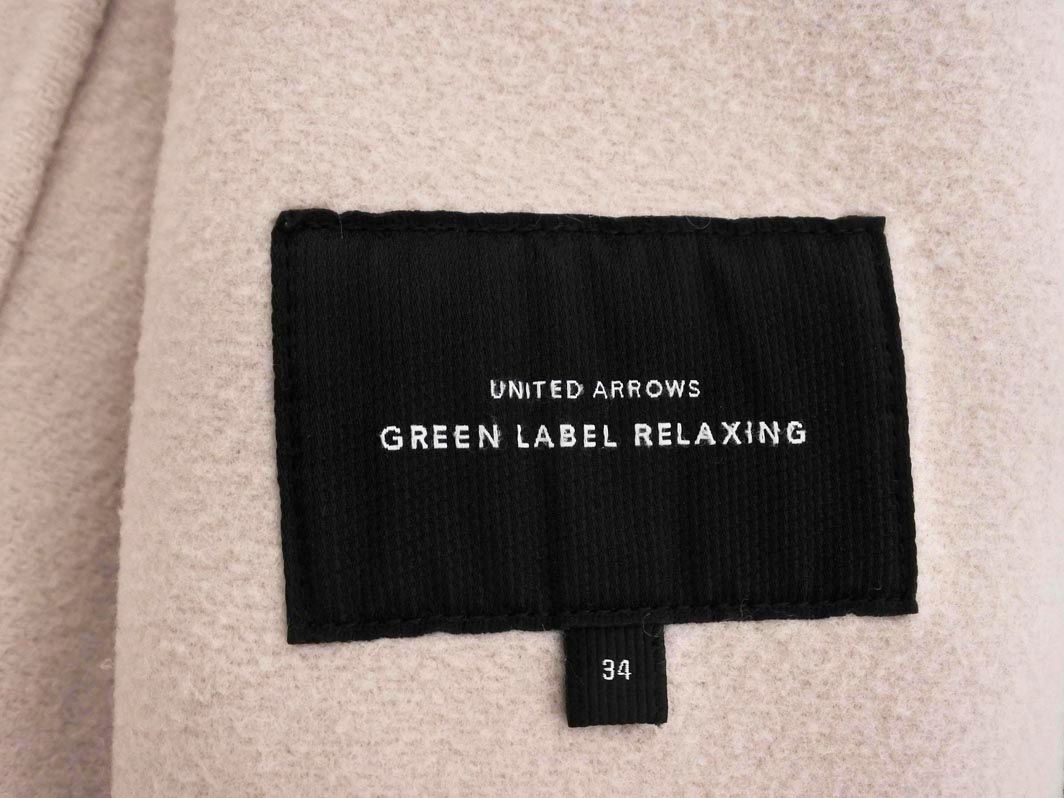 UNITED ARROWS
GREEN LABEL RELAXING
34